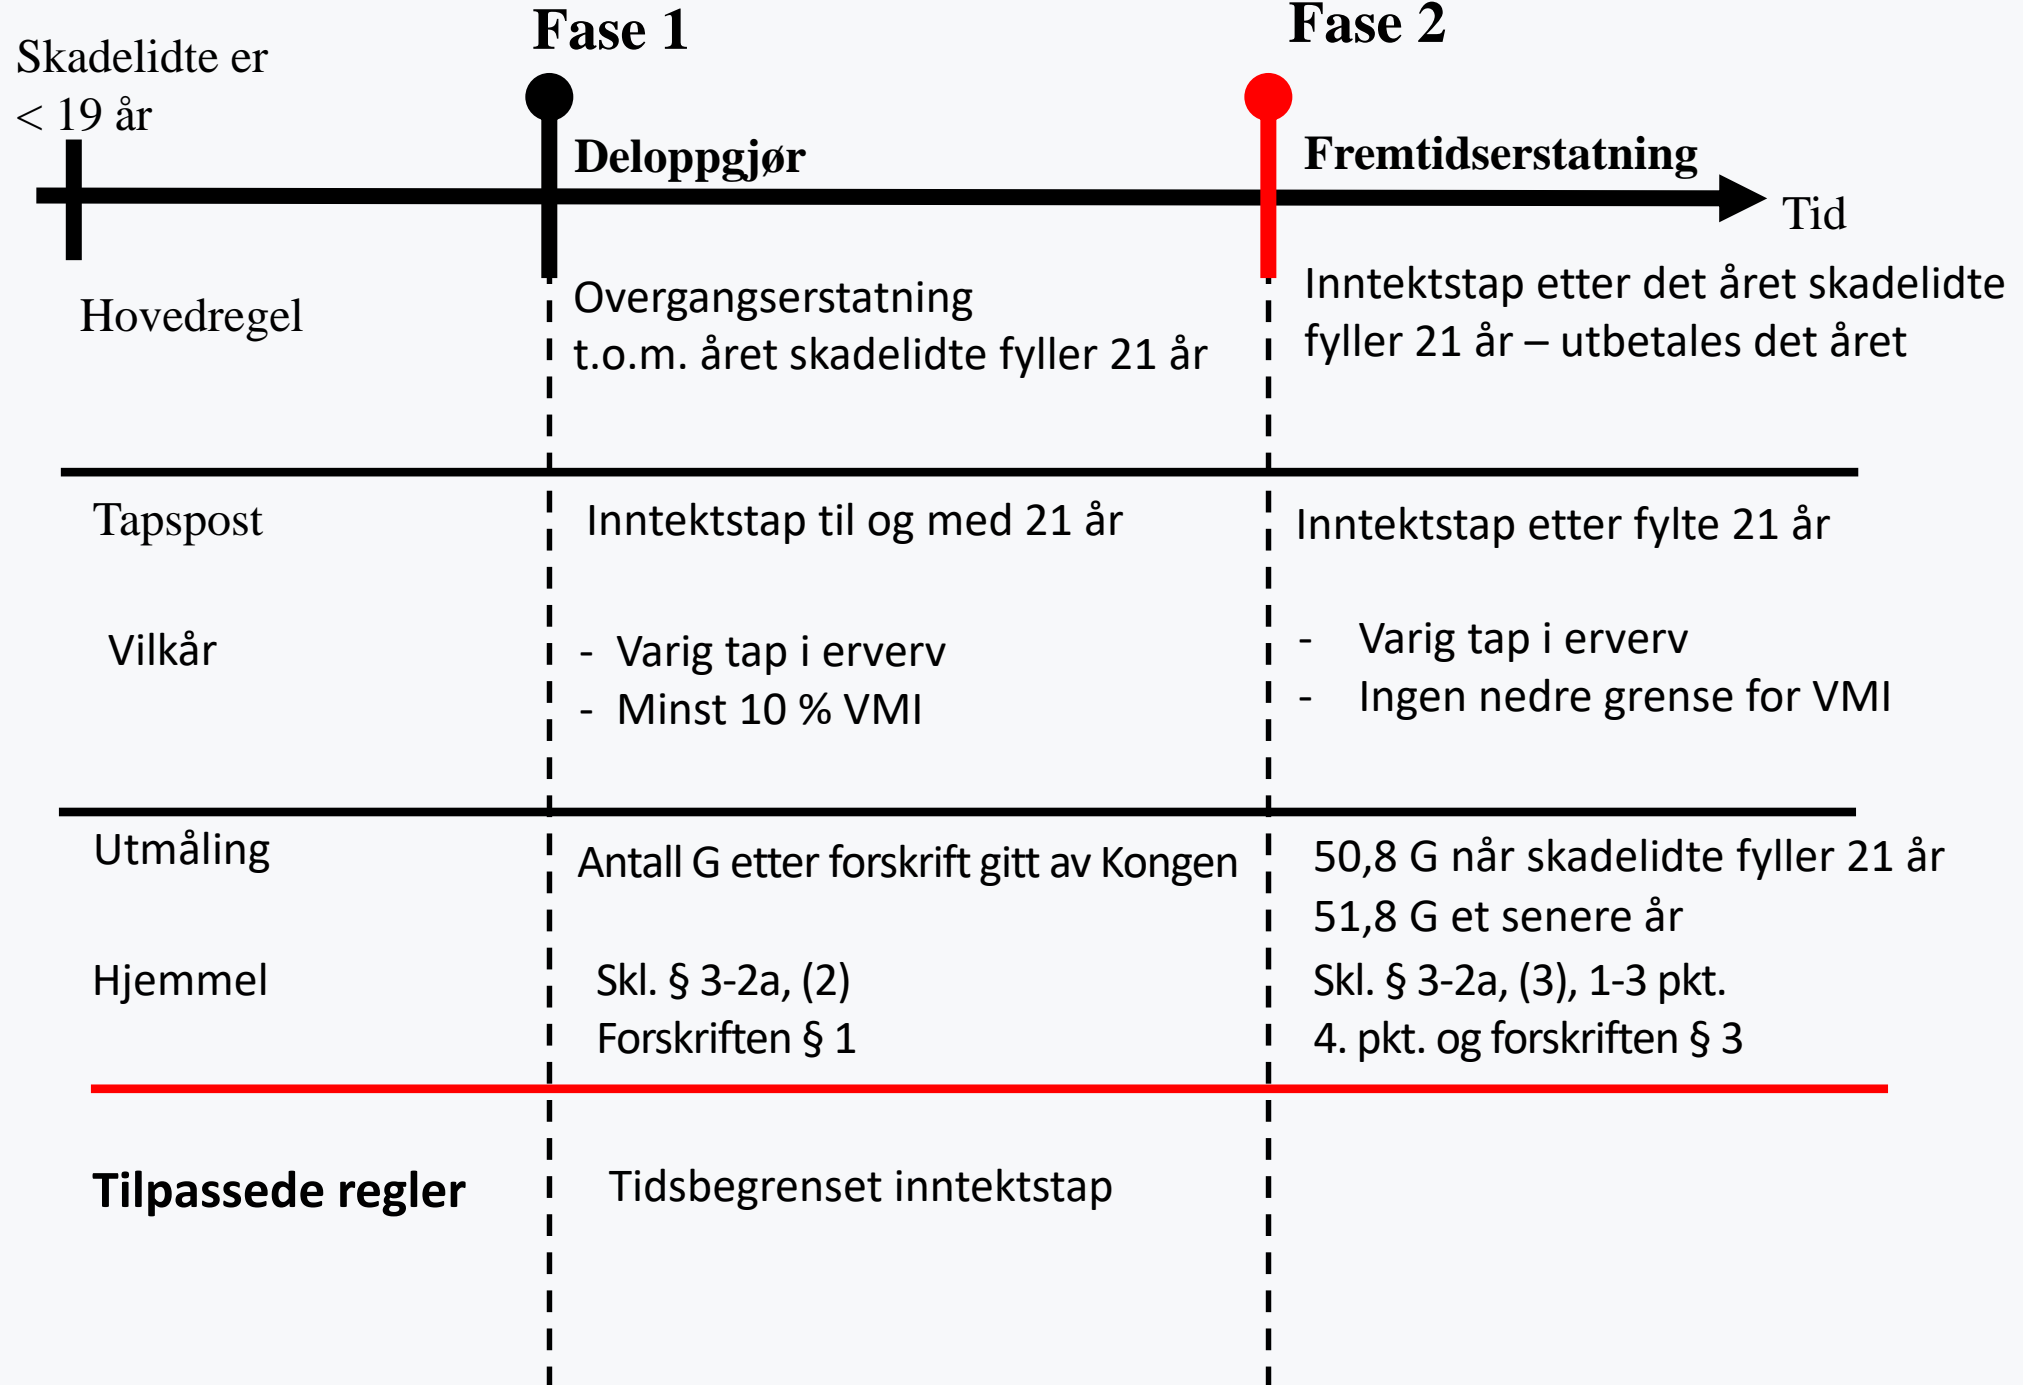 Fase 1
Fase 2
Skadelidte er
< 19 år
Deloppgjør
Fremtidserstatning
Tid
Hovedregel
Overgangserstatning
t.o.m. året skadelidte fyller 21 år
Inntektstap etter det året skadelidte
fyller 21 år – utbetales det året
Tapspost
Inntektstap til og med 21 år
Inntektstap etter fylte 21 år
Vilkår
- Varig tap i erverv
- Minst 10 % VMI
- Varig tap i erverv
- Ingen nedre grense for VMI
Utmåling
Antall G etter forskrift gitt av Kongen
50,8 G når skadelidte fyller 21 år
51,8 G et senere år
Hjemmel
Skl. § 3-2a, (2)
Forskriften § 1
Skl. § 3-2a, (3), 1-3 pkt.
4. pkt. og forskriften § 3
Tilpassede regler
Tidsbegrenset inntektstap